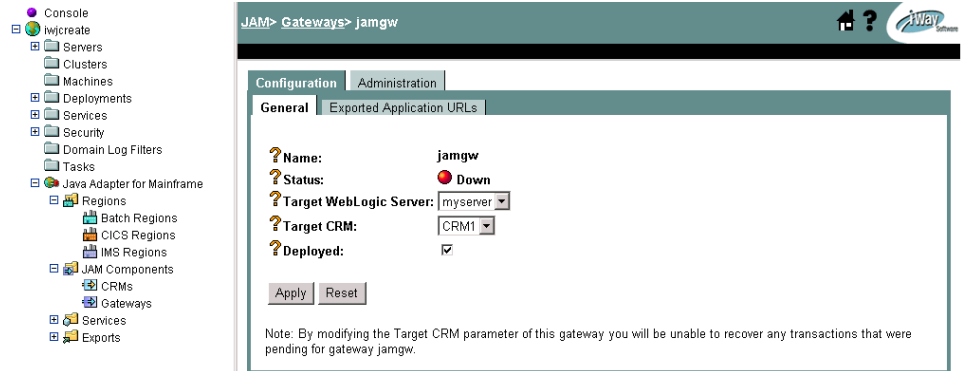 Console
iwjcreate
Servers
Clusters
Machines
Deployments
Services
Security
Domain Log Filters
Tasks
Java Adapter for Mainframe
Regions
Batch Regions
CICS Regions
IMS Regions
JAM Components
CRMs
Gateways
Services
Exports
JAM> Gateways> jamgw
?
iWay
Software
Configuration Administration
General Exported Application URLs
?Name: jamgw
?Status: Down
?Target WebLogic Server: myserver
?Target CRM: CRM1
?Deployed:
Apply Reset
Note: By modifying the Target CRM parameter of this gateway you will be unable to recover any transactions that were
pending for gateway jamgw.